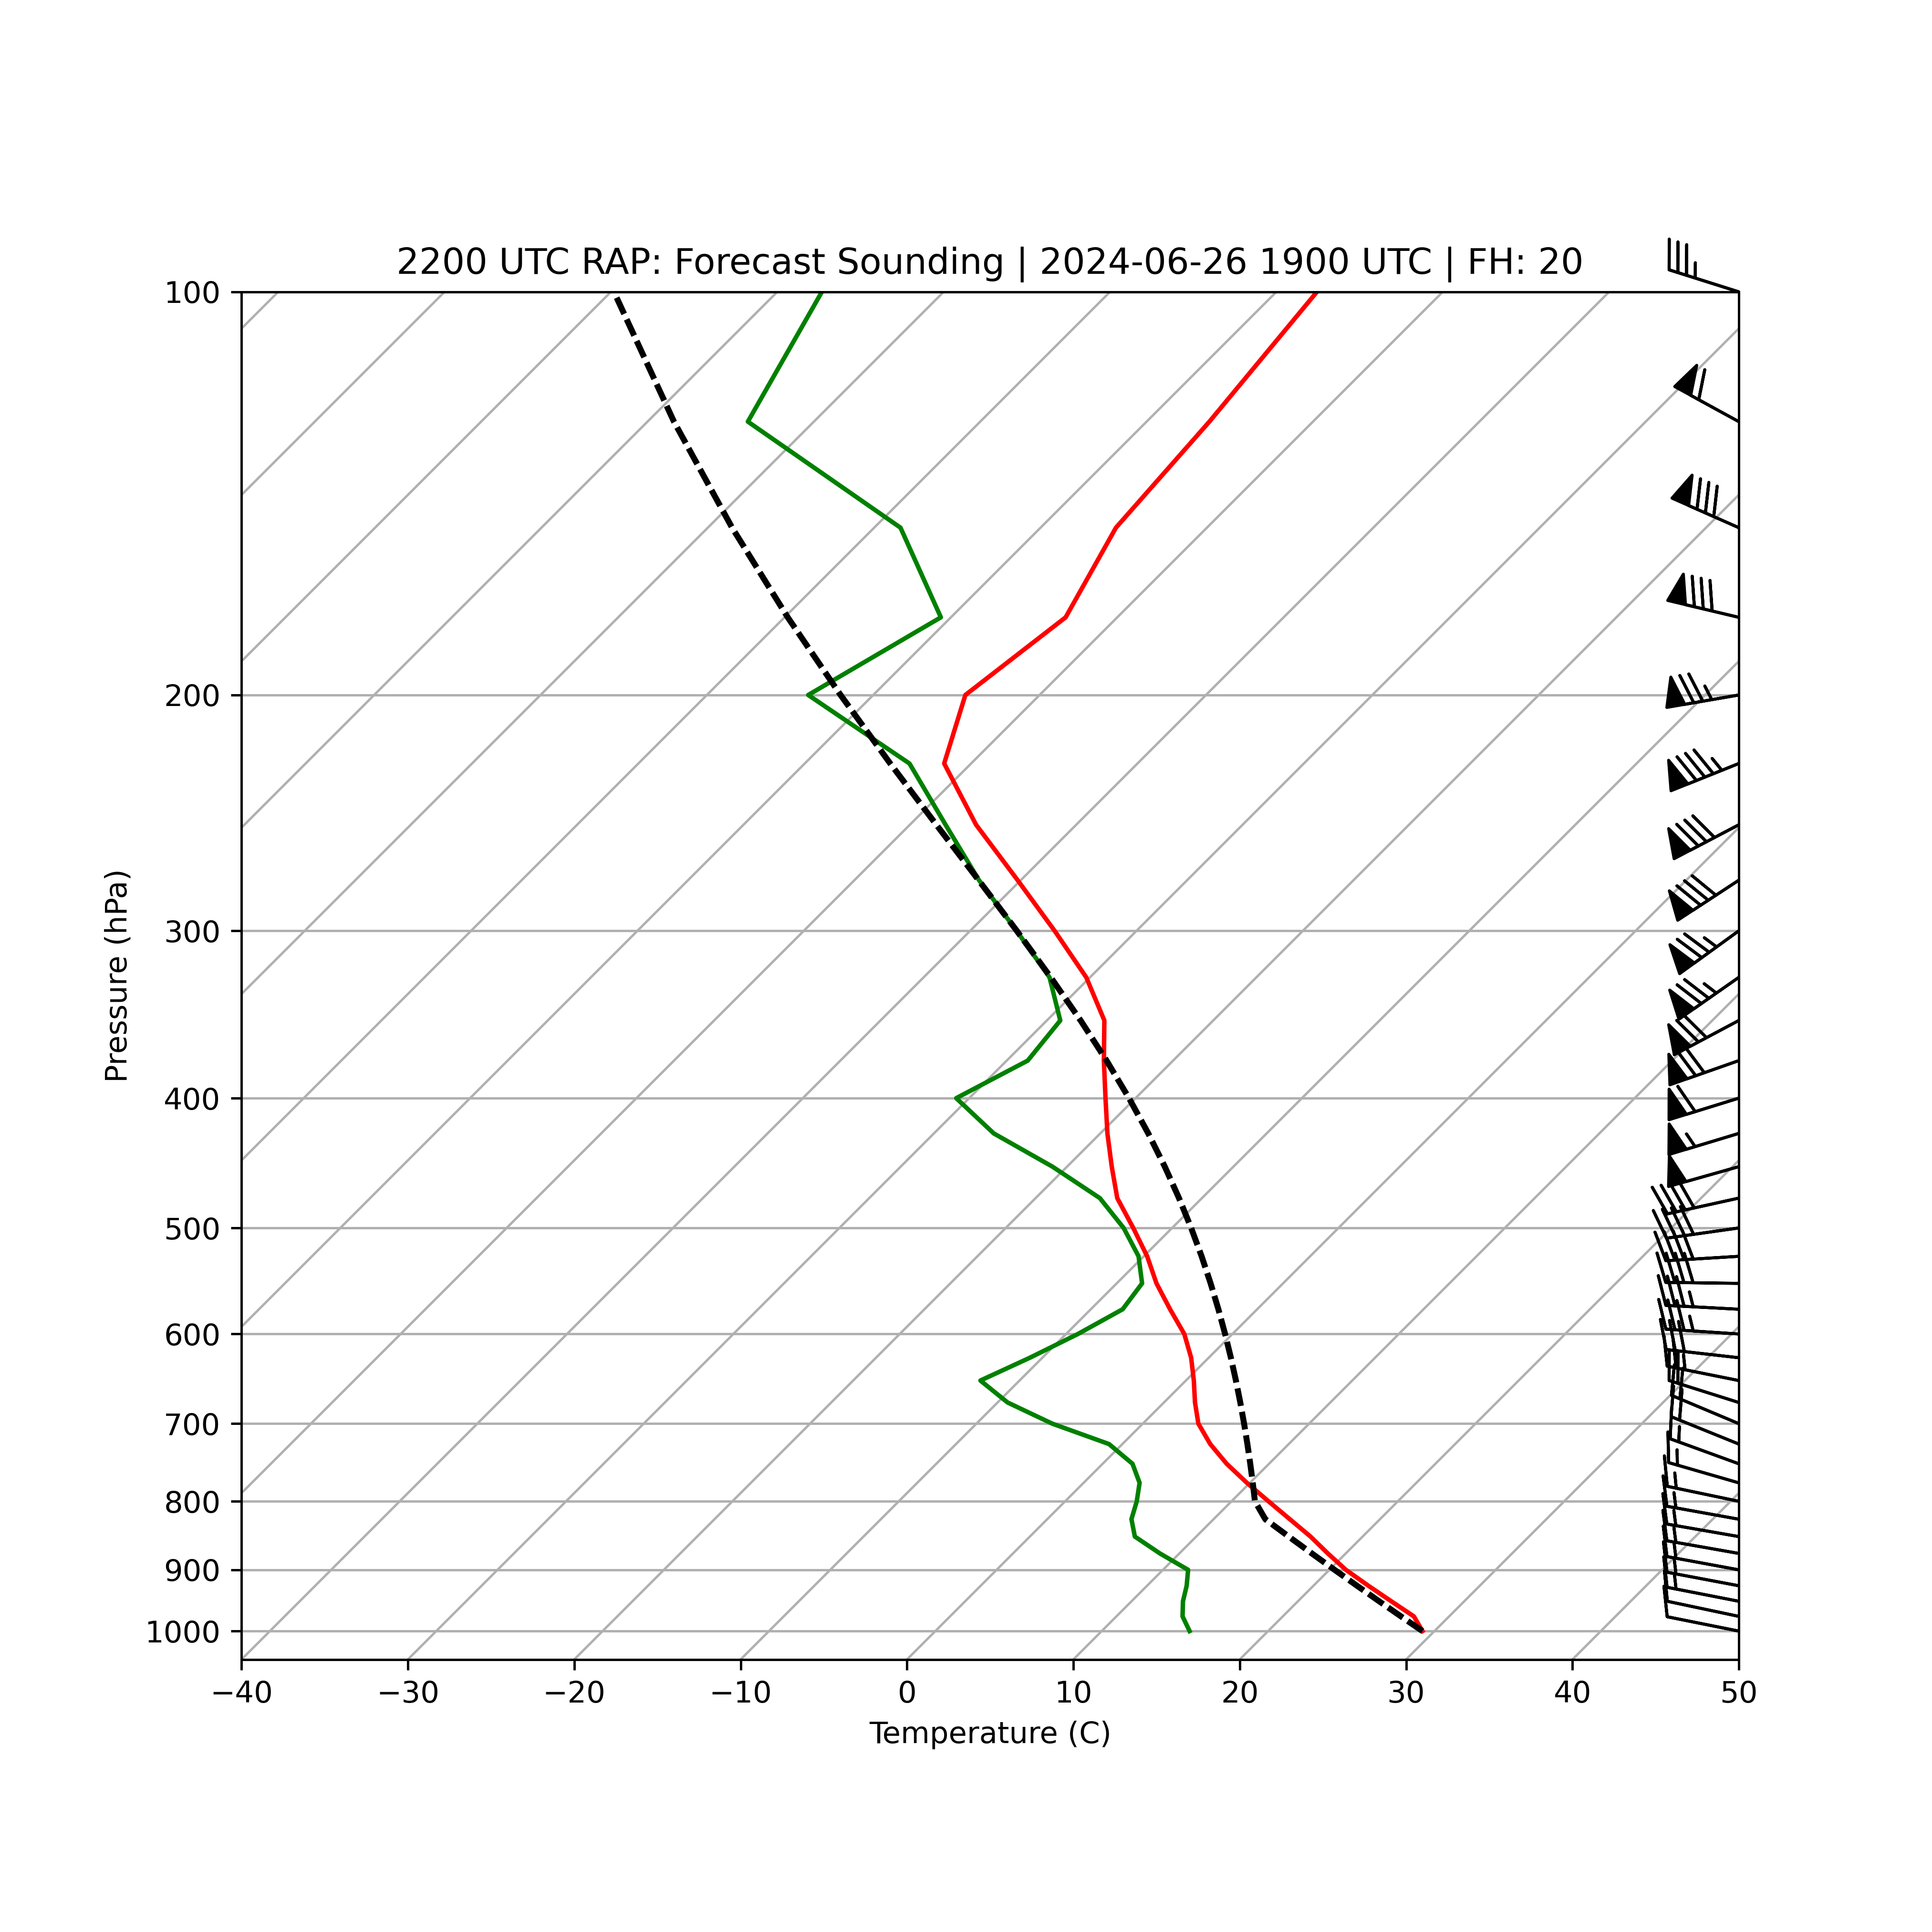 2200 UTC RAP: Forecast Sounding | 2024-06-26 1900 UTC | FH: 20
100
200
300
400
500
600
700
800
900
1000
Pressure (hPa)
−40 −30 −20 −10 0 10 20 30 40 50
Temperature (C)